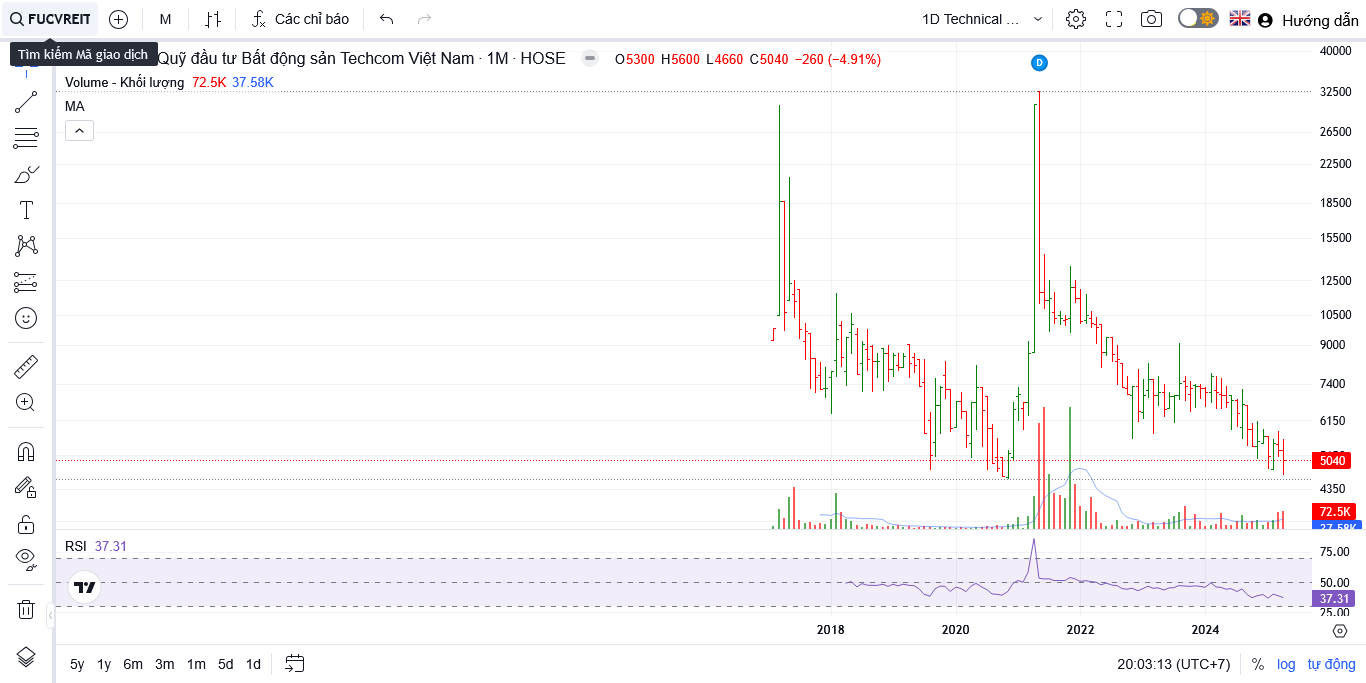 FUCVREIT
M
Các chỉ báo
1D Technical ...
Hướng dẫn
Tìm kiếm Mã giao dịch
Quỹ đầu tư Bất động sản Techcom Việt Nam · 1M · HOSE
O5300 H5600 L4660 C5040 −260 (−4.91%)
Volume - Khối lượng 72.5K 37.58K
MA
D
40000
32500
26500
22500
18500
15500
12500
10500
9000
7400
6150
5040
4350
72.5K
37.58K
RSI 37.31
75.00
50.00
37.31
25.00
2018
2020
2022
2024
5y 1y 6m 3m 1m 5d 1d
20:03:13 (UTC+7)
% log tự động